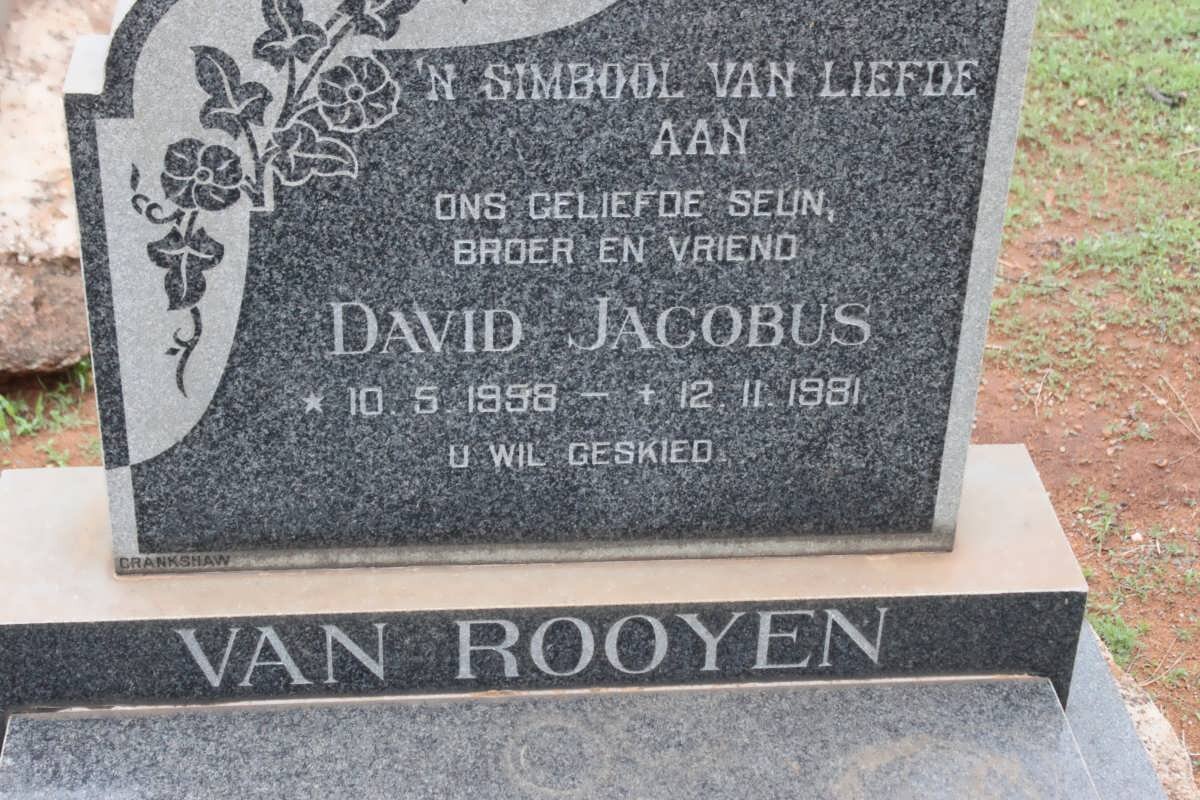 'N SIMBOOL VAN LIEFDE
AAN
ONS GELIEFDE SEUN,
BROER EN VRIEND
DAVID JACOBUS
★ 10. 5. 1958 – + 12. 11. 1981
U WIL GESKIED.
CRANKSHAW
VAN ROOYEN